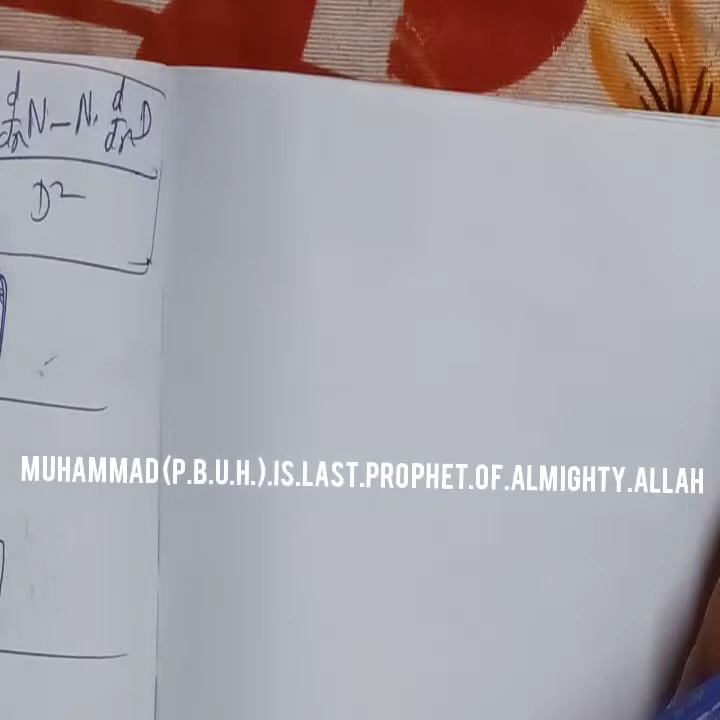 d/dx N - N. d/dx D
D²
MUHAMMAD(P.B.U.H.).IS.LAST.PROPHET.OF.ALMIGHTY.ALLAH